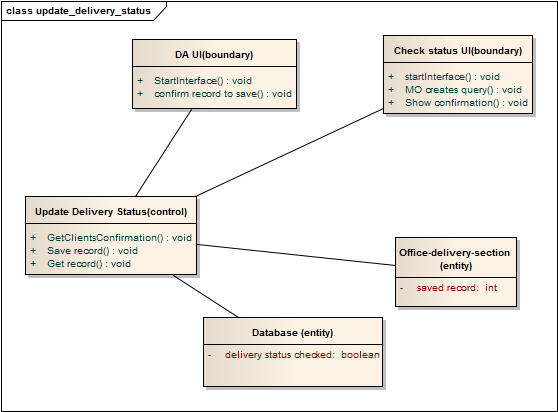 class update_delivery_status
DA UI(boundary)
+ StartInterface() : void
+ confirm record to save() : void
Check status UI(boundary)
+ startInterface() : void
+ MO creates query() : void
+ Show confirmation() : void
Update Delivery Status(control)
+ GetClientsConfirmation() : void
+ Save record() : void
+ Get record() : void
Office-delivery-section
(entity)
- saved record: int
Database (entity)
- delivery status checked: boolean